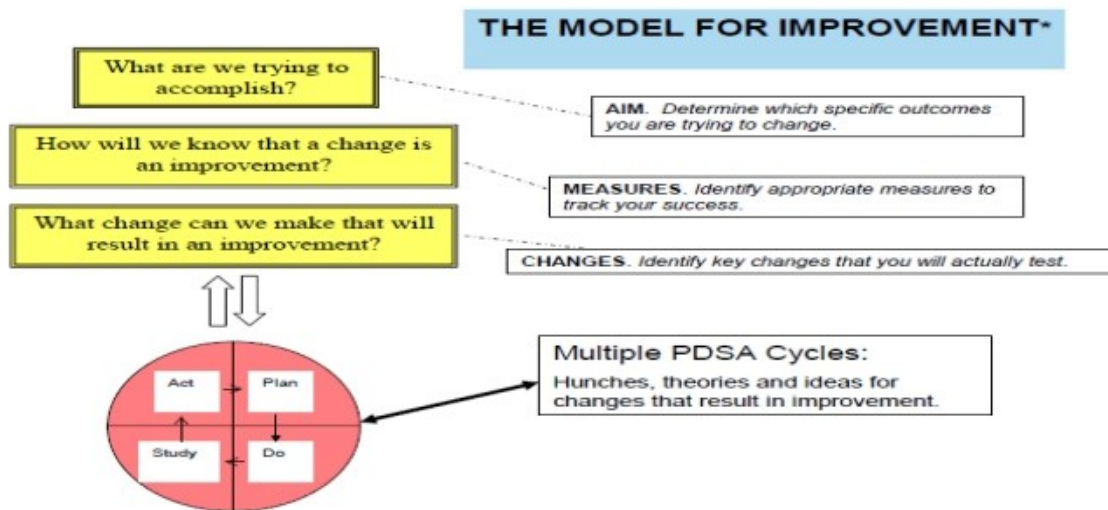 THE MODEL FOR IMPROVEMENT*
What are we trying to
accomplish?
AIM. Determine which specific outcomes
you are trying to change.
How will we know that a change is
an improvement?
MEASURES. Identify appropriate measures to
track your success.
What change can we make that will
result in an improvement?
CHANGES. Identify key changes that you will actually test.
Multiple PDSA Cycles:
Hunches, theories and ideas for
changes that result in improvement.
Act
Plan
Study
Do